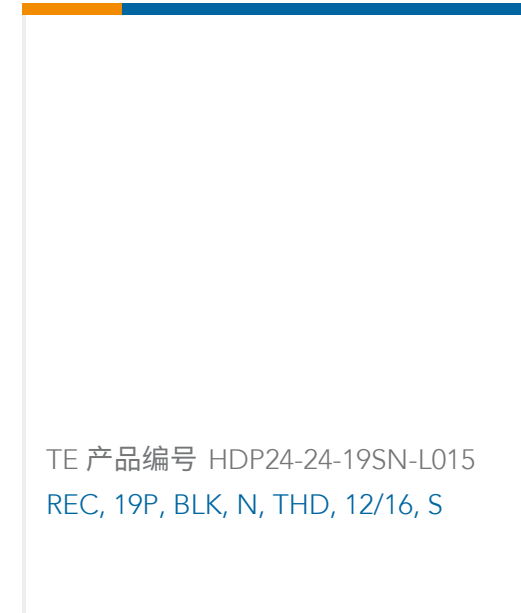 TE 产品编号 HDP24-24-19SN-L015
REC, 19P, BLK, N, THD, 12/16, S